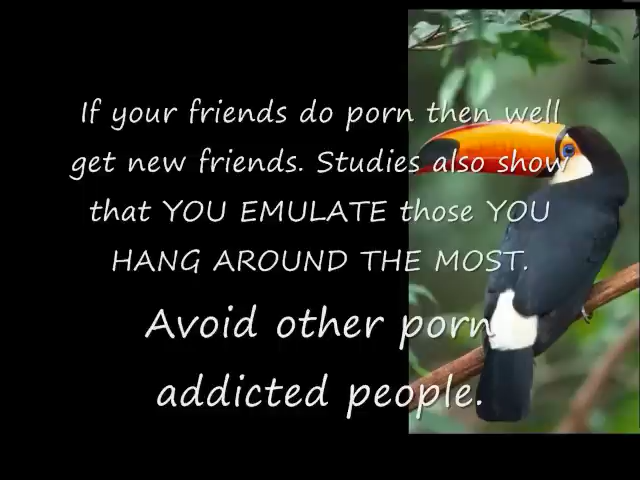 If your friends do porn then well
get new friends. Studies also show
that YOU EMULATE those YOU
HANG AROUND THE MOST.
Avoid other porn
addicted people.